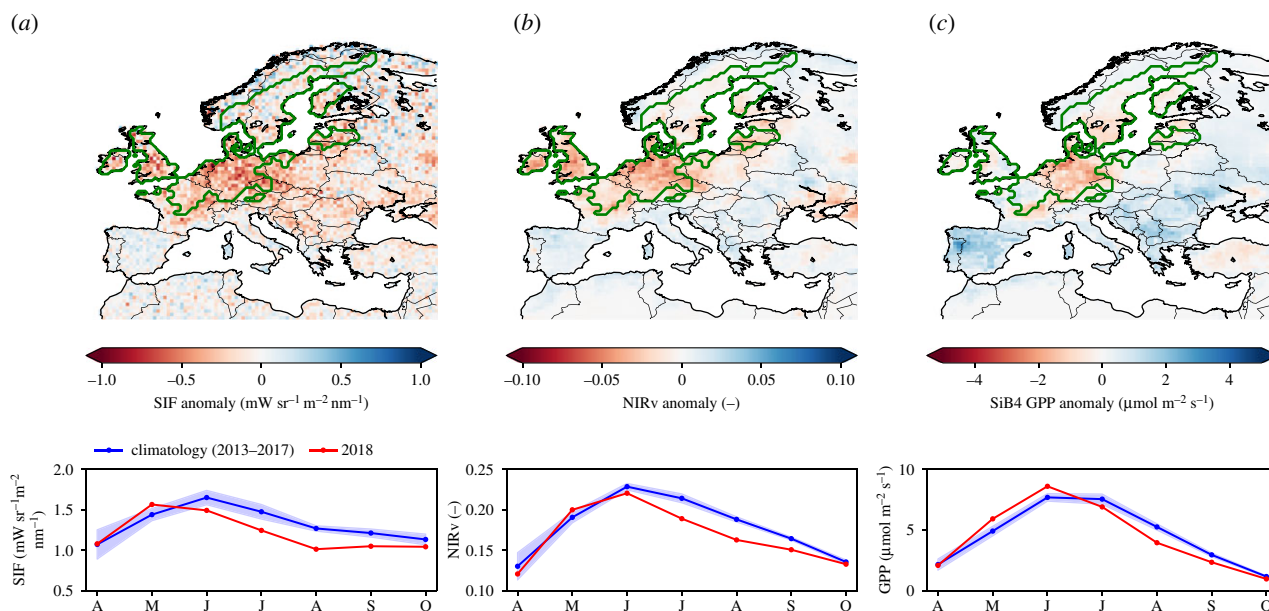 (a) (b) (c)
–1.0 –0.5 0 0.5 1.0
SIF anomaly (mW sr⁻¹ m⁻² nm⁻¹)
–0.10 –0.05 0 0.05 0.10
NIRv anomaly (–)
–4 –2 0 2 4
SiB4 GPP anomaly (μmol m⁻² s⁻¹)
climatology (2013–2017) 2018
2.0
1.5
1.0
0.5
SIF (mW sr⁻¹m⁻²
nm⁻¹)
A M J J A S O
0.25
0.20
0.15
0.10
NIRv (–)
A M J J A S O
10
5
0
GPP (μmol m⁻² s⁻¹)
A M J J A S O